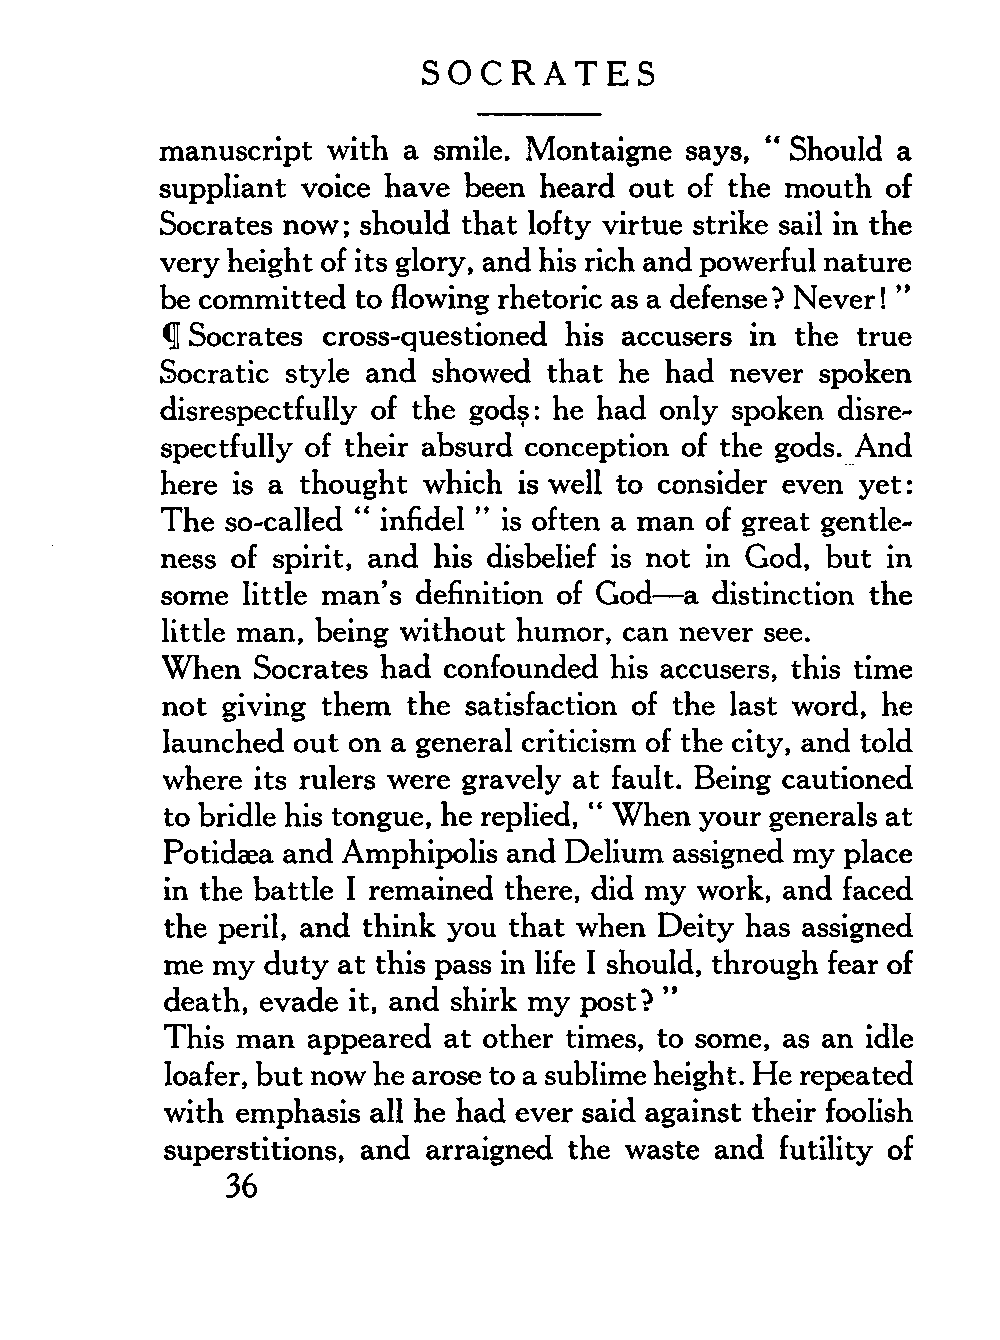 SOCRATES
manuscript with a smile. Montaigne says, “ Should a
suppliant voice have been heard out of the mouth of
Socrates now; should that lofty virtue strike sail in the
very height of its glory, and his rich and powerful nature
be committed to flowing rhetoric as a defense? Never! ”
¶ Socrates cross-questioned his accusers in the true
Socratic style and showed that he had never spoken
disrespectfully of the gods: he had only spoken disre-
spectfully of their absurd conception of the gods. And
here is a thought which is well to consider even yet:
The so-called “ infidel ” is often a man of great gentle-
ness of spirit, and his disbelief is not in God, but in
some little man’s definition of God—a distinction the
little man, being without humor, can never see.
When Socrates had confounded his accusers, this time
not giving them the satisfaction of the last word, he
launched out on a general criticism of the city, and told
where its rulers were gravely at fault. Being cautioned
to bridle his tongue, he replied, “ When your generals at
Potidæa and Amphipolis and Delium assigned my place
in the battle I remained there, did my work, and faced
the peril, and think you that when Deity has assigned
me my duty at this pass in life I should, through fear of
death, evade it, and shirk my post? ”
This man appeared at other times, to some, as an idle
loafer, but now he arose to a sublime height. He repeated
with emphasis all he had ever said against their foolish
superstitions, and arraigned the waste and futility of
36